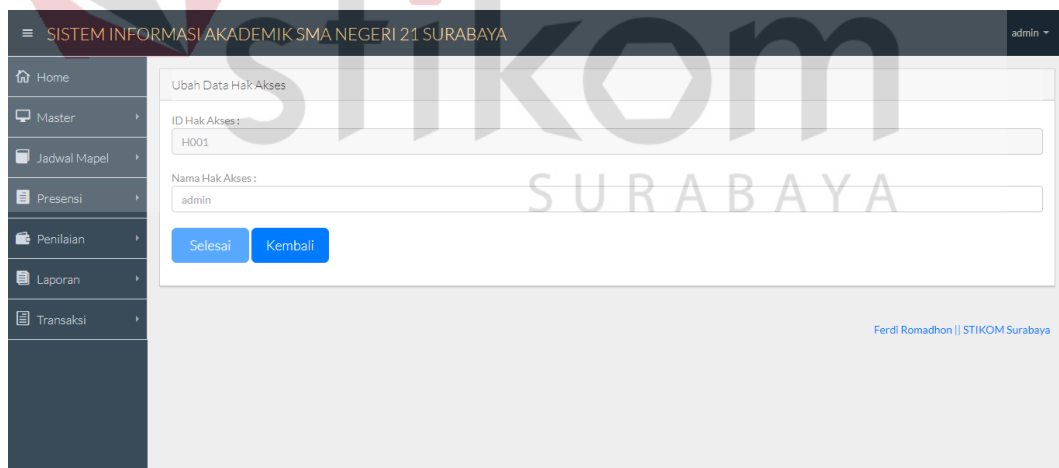 stikom
SURABAYA
≡ SISTEM INFORMASI AKADEMIK SMA NEGERI 21 SURABAYA
admin
Home
Master
Jadwal Mapel
Presensi
Penilaian
Laporan
Transaksi
Ubah Data Hak Akses
ID Hak Akses :
H001
Nama Hak Akses :
admin
Selesai
Kembali
Ferdi Romadhon || STIKOM Surabaya